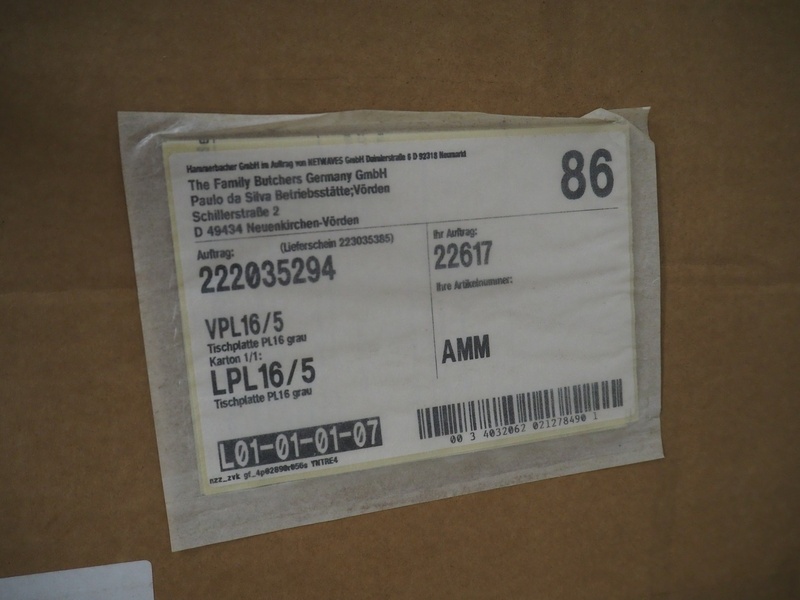 Hammerbacher GmbH im Auftrag von NETWAVES GmbH Daimlerstraße 6 D 92318 Neumarkt
86
The Family Butchers Germany GmbH
Paulo da Silva Betriebsstätte;Vörden
Schillerstraße 2
D 49434 Neuenkirchen-Vörden
Auftrag: (Lieferschein 223035385)
222035294
Ihr Auftrag:
22617
Ihre Artikelnummer:
VPL16/5
Tischplatte PL16 grau
Karton 1/1:
LPL16/5
Tischplatte PL16 grau
AMM
L01-01-01-07
00 3 4032062 021278490 1
nzz_zvk YNTRE4